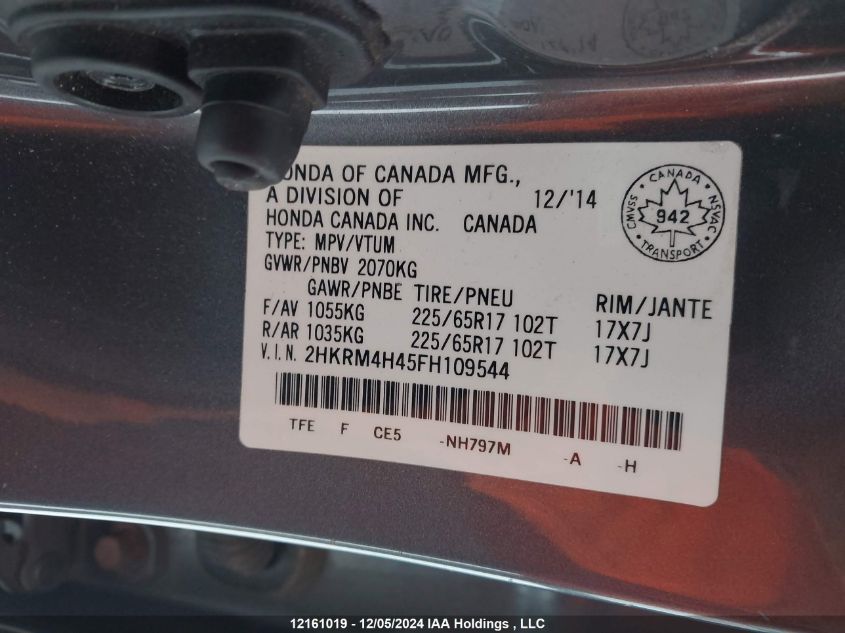 ONDA OF CANADA MFG.,
A DIVISION OF 12/'14
HONDA CANADA INC. CANADA
TYPE: MPV/VTUM
GVWR/PNBV 2070KG
GAWR/PNBE TIRE/PNEU RIM/JANTE
F/AV 1055KG 225/65R17 102T 17X7J
R/AR 1035KG 225/65R17 102T 17X7J
V.I.N. 2HKRM4H45FH109544
TFE F CE5 -NH797M -A -H
CANADA
CMVSS 942 NSVAC
TRANSPORT
12161019 - 12/05/2024 IAA Holdings , LLC